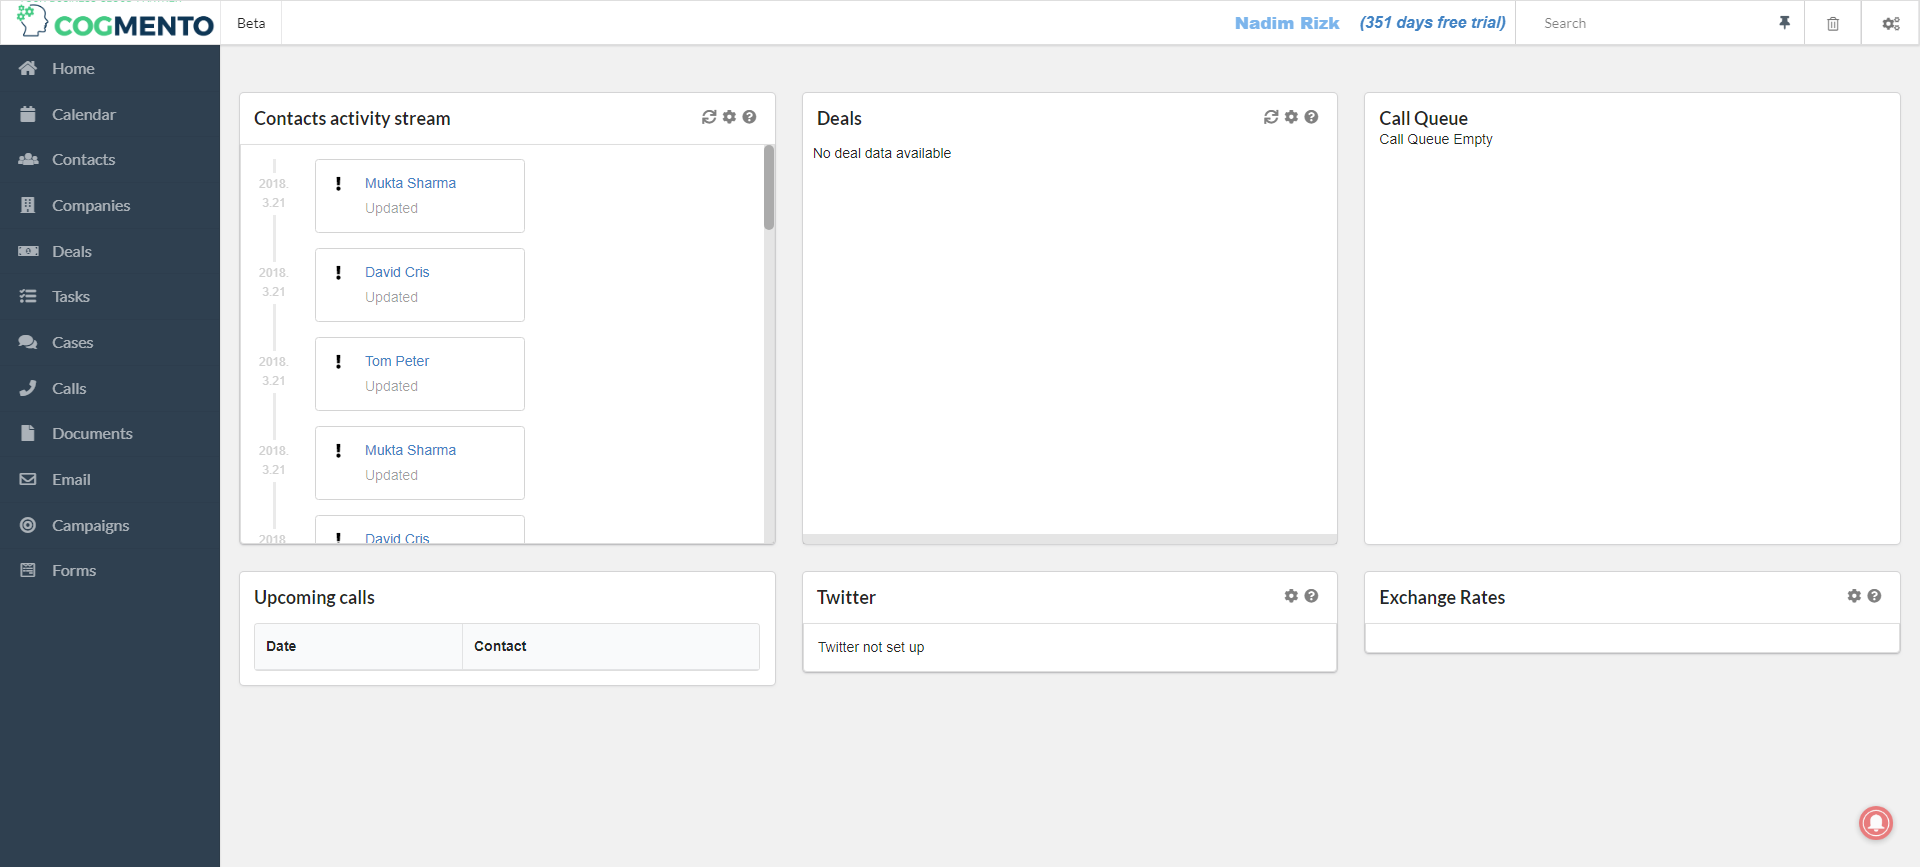 COGMENTO
Beta
Nadim Rizk
(351 days free trial)
Search
Home
Calendar
Contacts
Companies
Deals
Tasks
Cases
Calls
Documents
Email
Campaigns
Forms
Contacts activity stream
2018.
3.21
Mukta Sharma
Updated
2018.
3.21
David Cris
Updated
2018.
3.21
Tom Peter
Updated
2018.
3.21
Mukta Sharma
Updated
2018.
David Cris
Deals
No deal data available
Call Queue
Call Queue Empty
Upcoming calls
Date Contact
Twitter
Twitter not set up
Exchange Rates